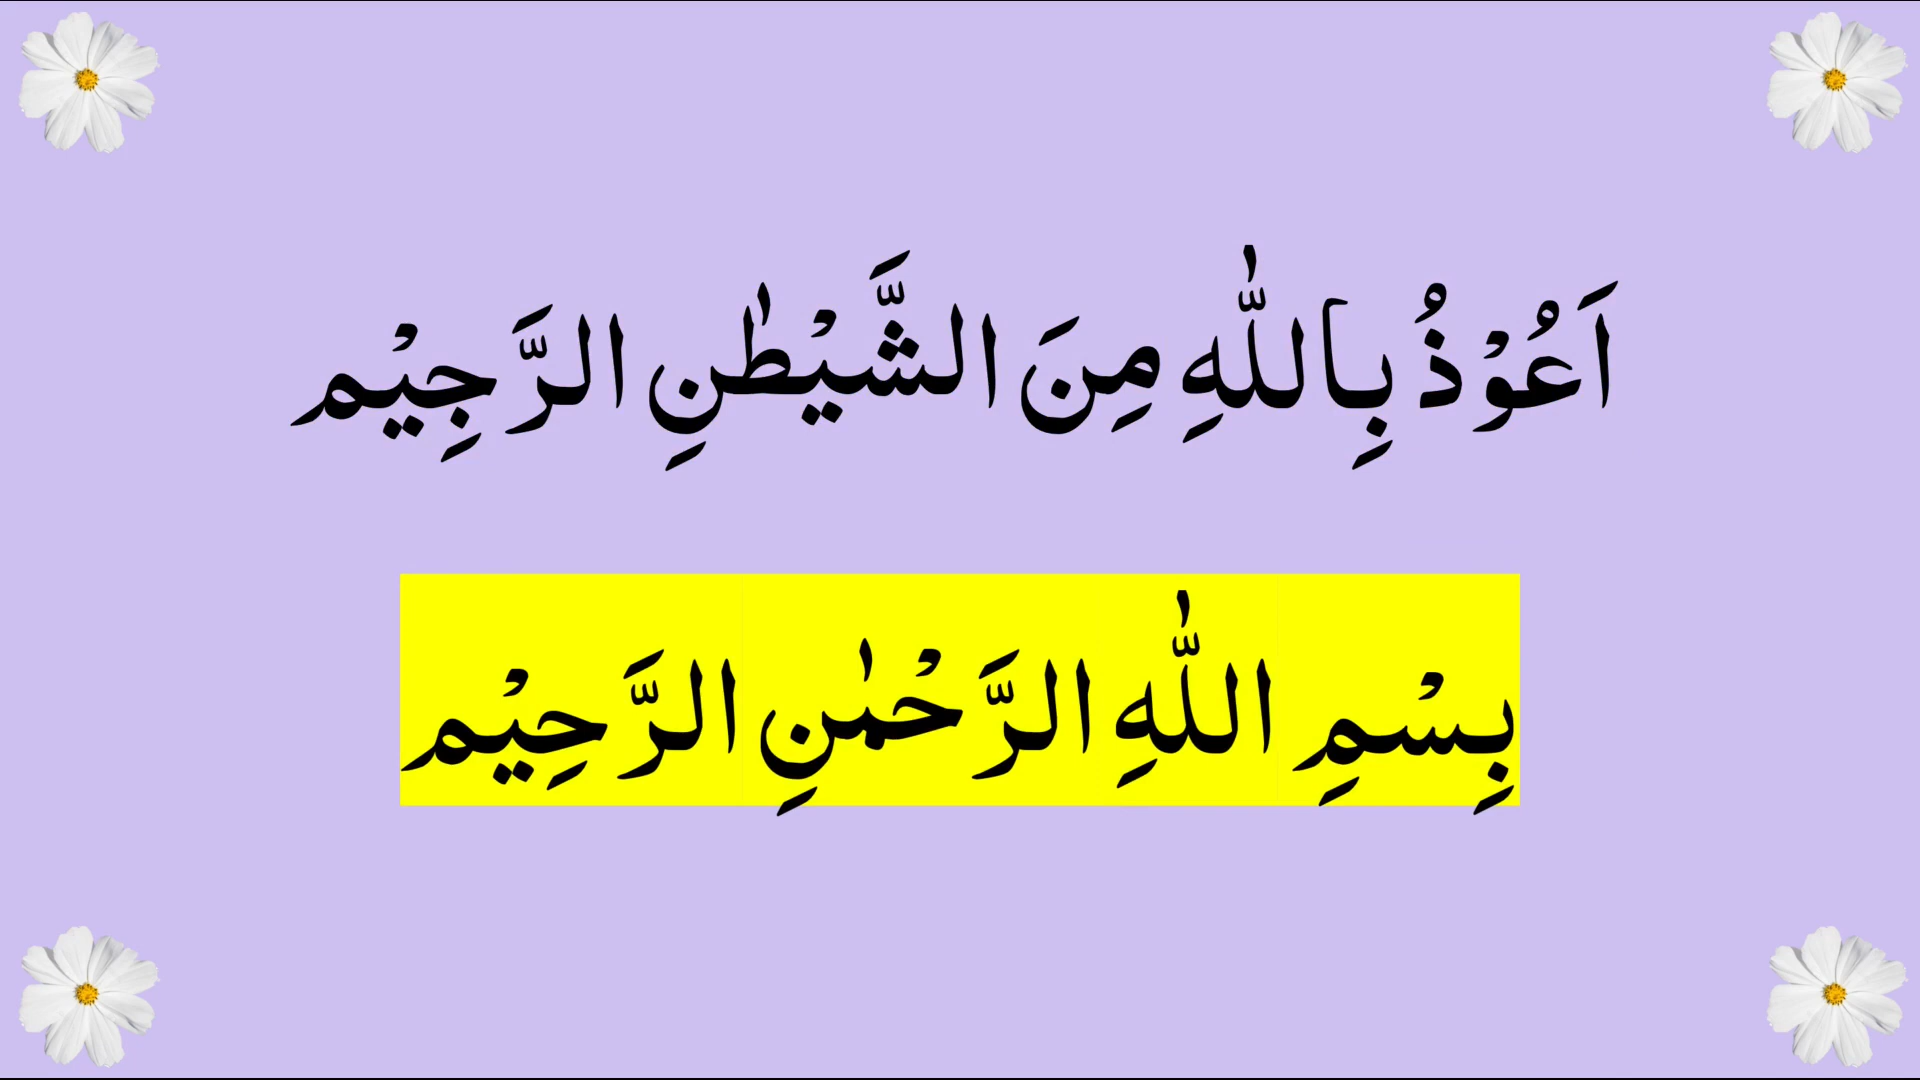 اَعُوْذُ بِاللّٰهِ مِنَ الشَّيْطٰنِ الرَّجِيْم
بِسْمِ اللّٰهِ الرَّحْمٰنِ الرَّحِيْم